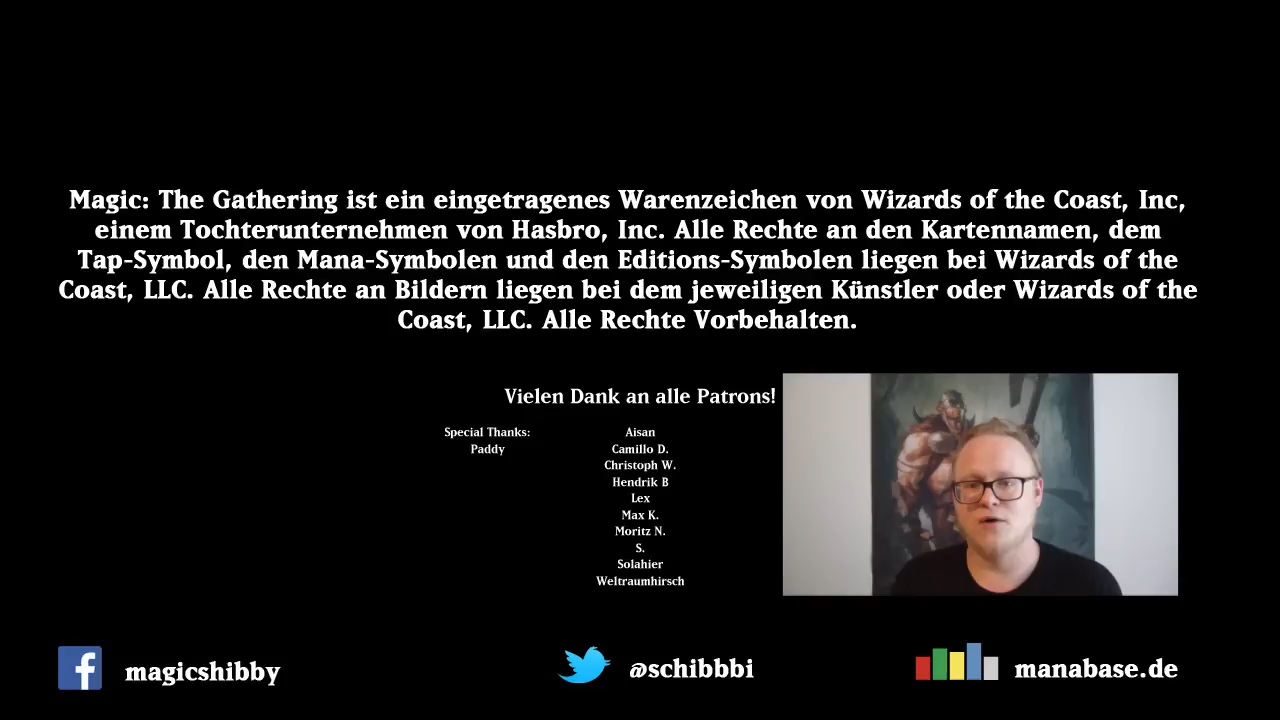 Magic: The Gathering ist ein eingetragenes Warenzeichen von Wizards of the Coast, Inc,
einem Tochterunternehmen von Hasbro, Inc. Alle Rechte an den Kartennamen, dem
Tap-Symbol, den Mana-Symbolen und den Editions-Symbolen liegen bei Wizards of the
Coast, LLC. Alle Rechte an Bildern liegen bei dem jeweiligen Künstler oder Wizards of the
Coast, LLC. Alle Rechte Vorbehalten.
Vielen Dank an alle Patrons!
Special Thanks:
Paddy
Aisan
Camillo D.
Christoph W.
Hendrik B
Lex
Max K.
Moritz N.
S.
Solahier
Weltraumhirsch
f
magicshibby
@schibbbi
manabase.de